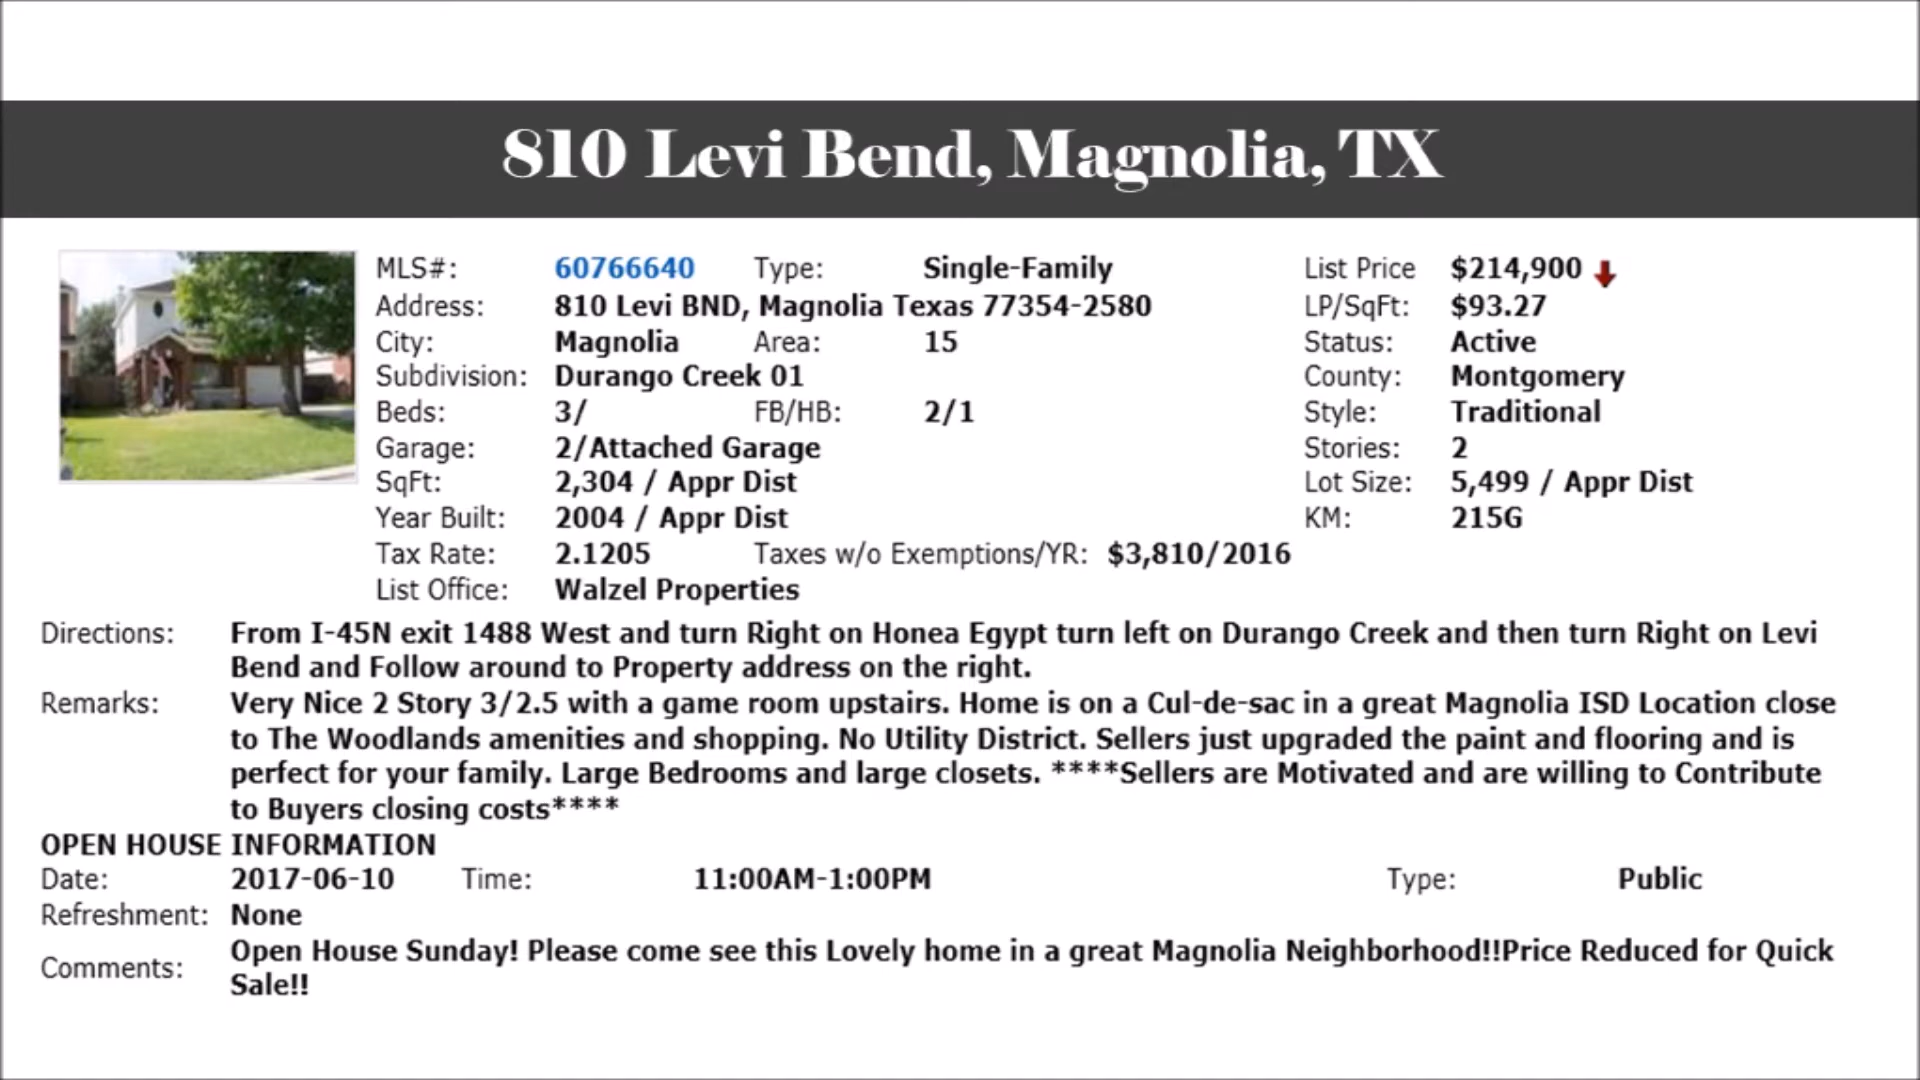 810 Levi Bend, Magnolia, TX
MLS#: 60766640 Type: Single-Family List Price $214,900
Address: 810 Levi BND, Magnolia Texas 77354-2580 LP/SqFt: $93.27
City: Magnolia Area: 15 Status: Active
Subdivision: Durango Creek 01 County: Montgomery
Beds: 3/ FB/HB: 2/1 Style: Traditional
Garage: 2/Attached Garage Stories: 2
SqFt: 2,304 / Appr Dist Lot Size: 5,499 / Appr Dist
Year Built: 2004 / Appr Dist KM: 215G
Tax Rate: 2.1205 Taxes w/o Exemptions/YR: $3,810/2016
List Office: Walzel Properties
Directions: From I-45N exit 1488 West and turn Right on Honea Egypt turn left on Durango Creek and then turn Right on Levi
Bend and Follow around to Property address on the right.
Remarks: Very Nice 2 Story 3/2.5 with a game room upstairs. Home is on a Cul-de-sac in a great Magnolia ISD Location close
to The Woodlands amenities and shopping. No Utility District. Sellers just upgraded the paint and flooring and is
perfect for your family. Large Bedrooms and large closets. ****Sellers are Motivated and are willing to Contribute
to Buyers closing costs****
OPEN HOUSE INFORMATION
Date: 2017-06-10 Time: 11:00AM-1:00PM Type: Public
Refreshment: None
Comments: Open House Sunday! Please come see this Lovely home in a great Magnolia Neighborhood!!Price Reduced for Quick
Sale!!